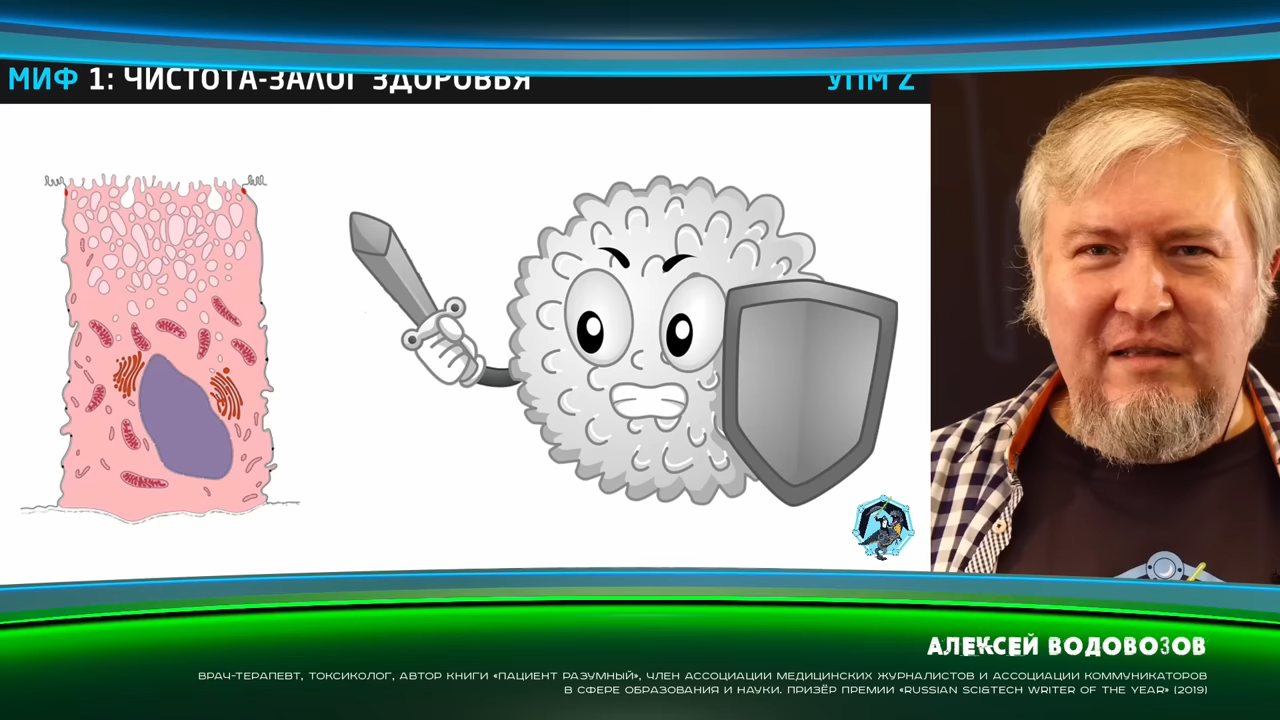 МИФ 1: ЧИСТОТА-ЗАЛОГ ЗДОРОВЬЯ
УПМ 2
АЛЕКСЕЙ ВОДОВОЗОВ
ВРАЧ-ТЕРАПЕВТ, ТОКСИКОЛОГ, АВТОР КНИГИ «ПАЦИЕНТ РАЗУМНЫЙ», ЧЛЕН АССОЦИАЦИИ МЕДИЦИНСКИХ ЖУРНАЛИСТОВ И АССОЦИАЦИИ КОММУНИКАТОРОВ
В СФЕРЕ ОБРАЗОВАНИЯ И НАУКИ. ПРИЗЁР ПРЕМИИ «RUSSIAN SCI&TECH WRITER OF THE YEAR» (2019)